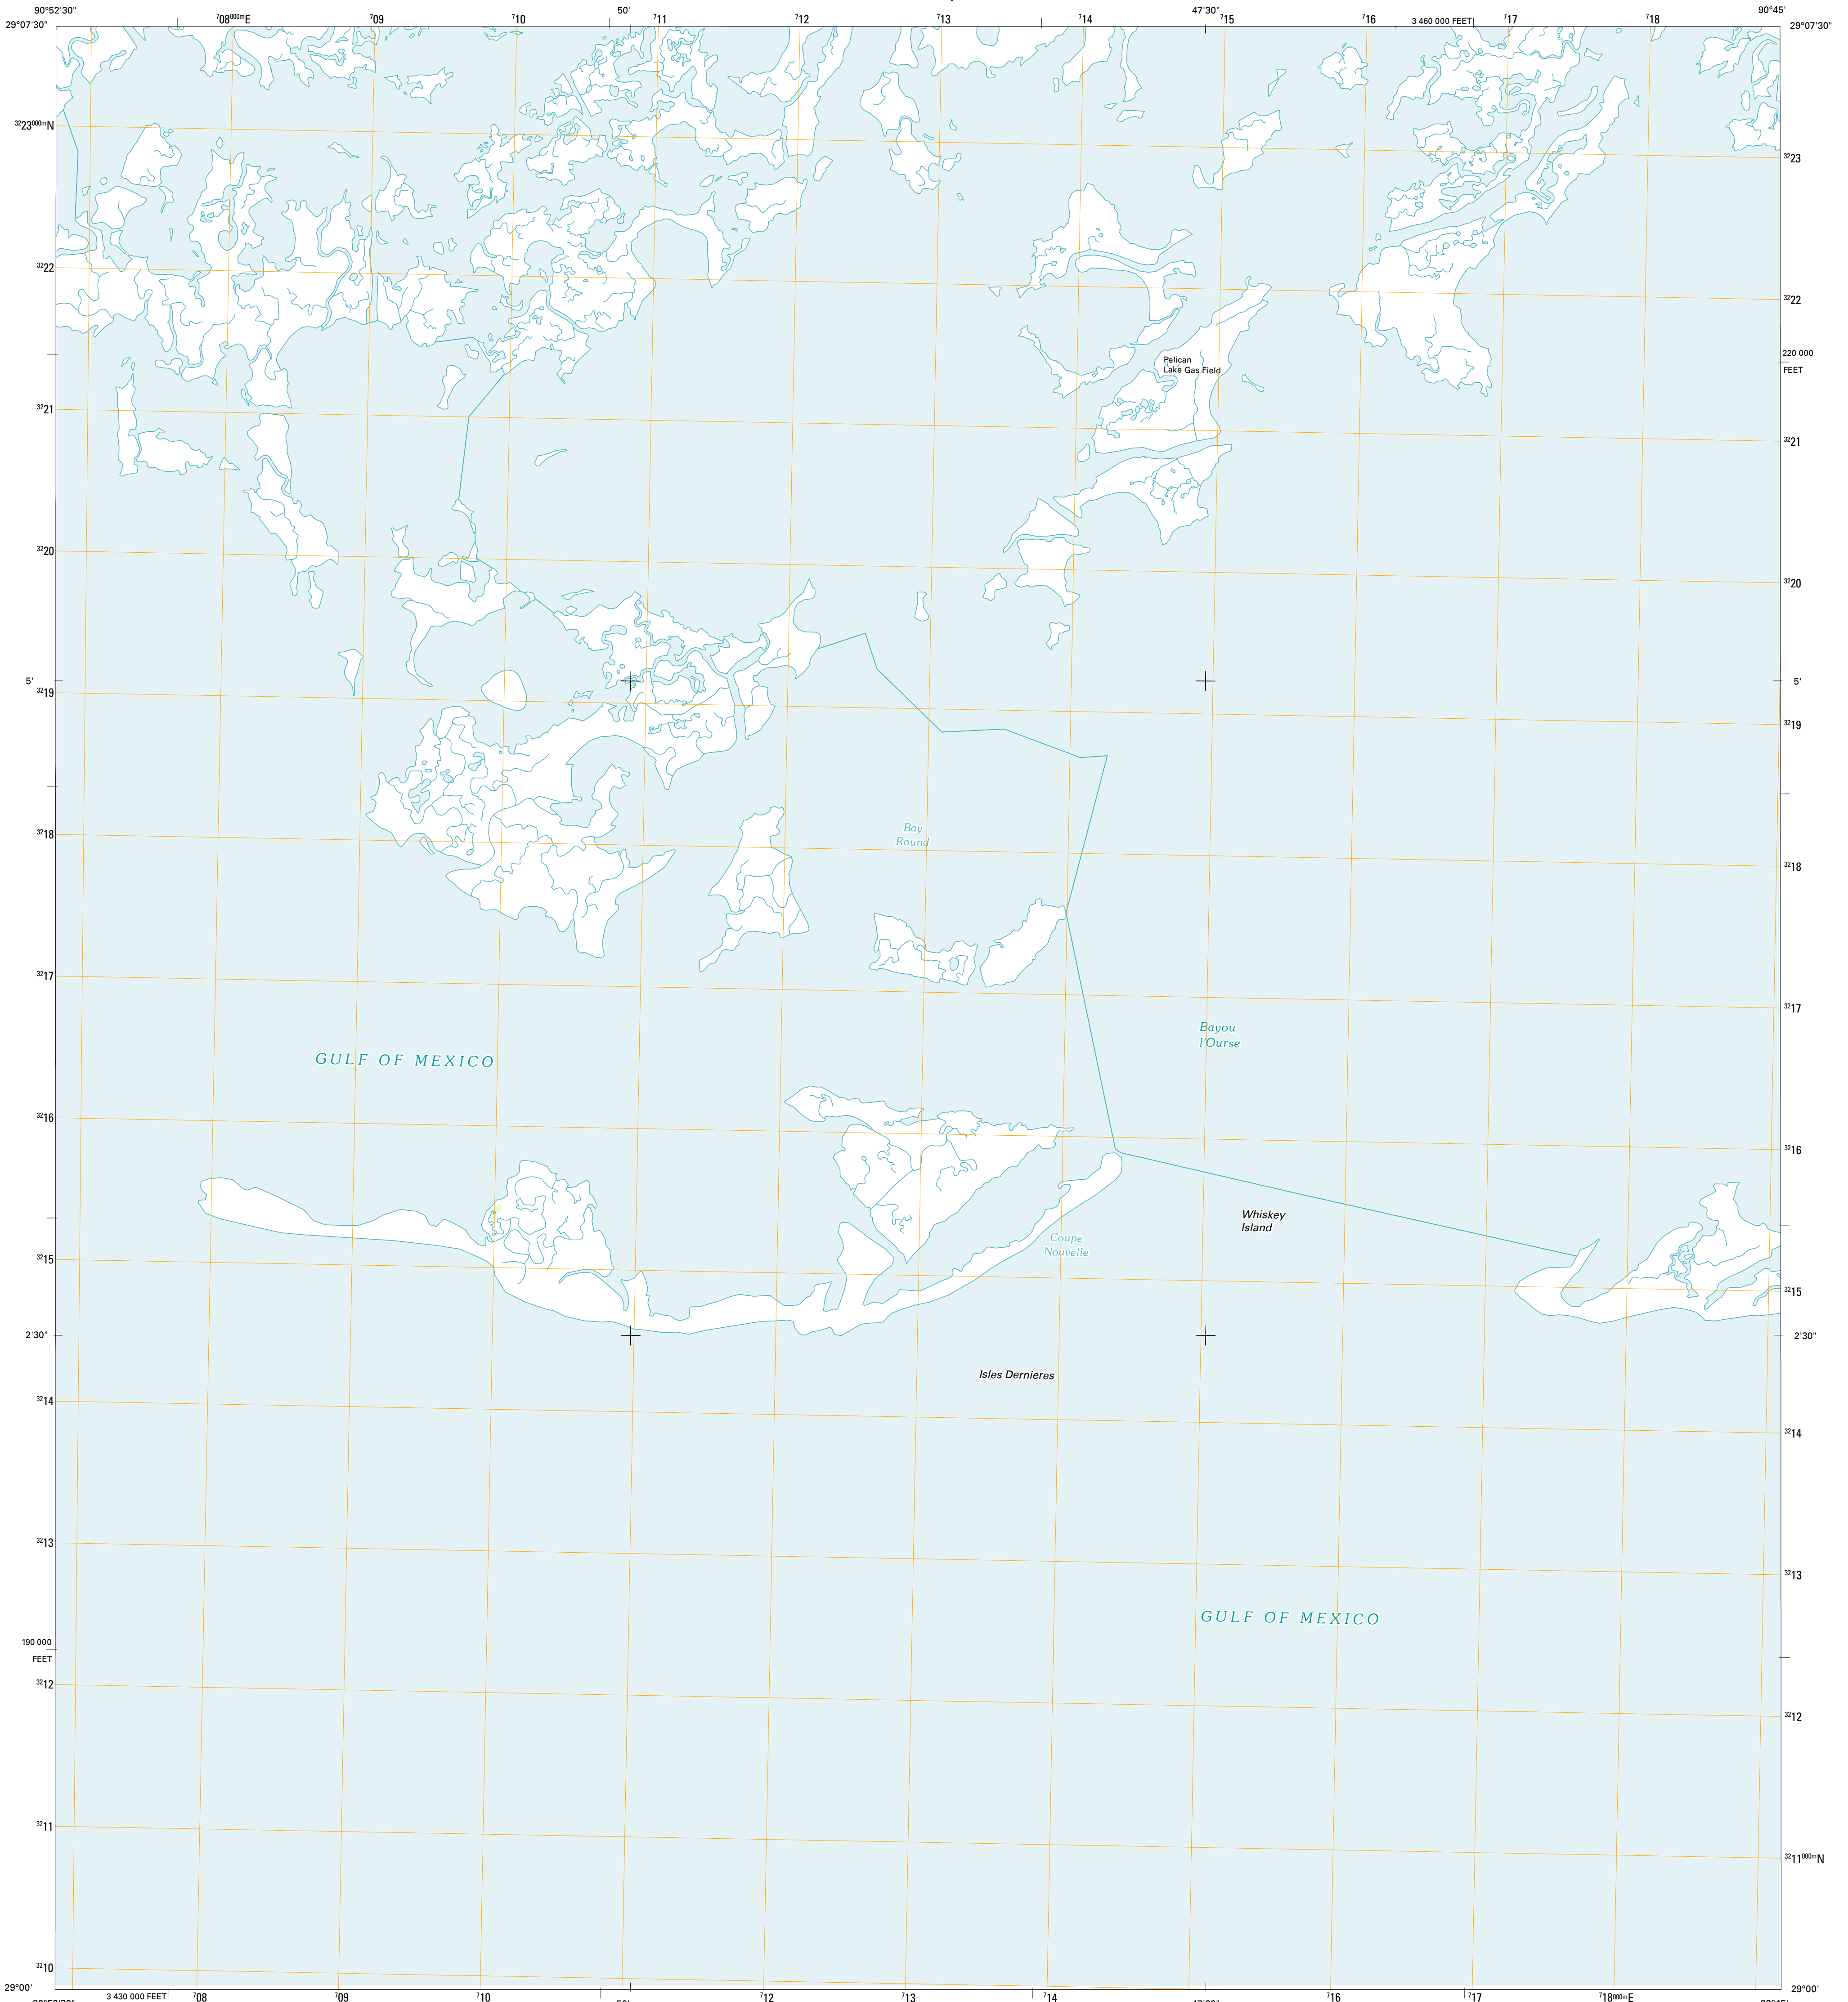 90°52'30" 708000mE 709 710 50' 711 712 713 714 47'30" 715 716 3 460 000 FEET 717 718 90°45'
29°07'30" 29°07'30"
3223000mN
3223
3222
3222
Pelican
Lake Gas Field
220 000
FEET
3221
3221
3220
3220
5' 5'
3219
3219
Bay
Round
3218
3218
3217
3217
Bayou
l'Ourse
GULF OF MEXICO
3216
3216
Whiskey
Island
Coupe
Nouvelle
3215
3215
2'30" 2'30"
Isles Dernieres
3214
3214
3213
3213
GULF OF MEXICO
190 000
FEET
3212
3212
3211
3211000mN
3210
29°00' 29°00'
3 430 000 FEET 708 709 710 712 713 714 716 717 718000mE